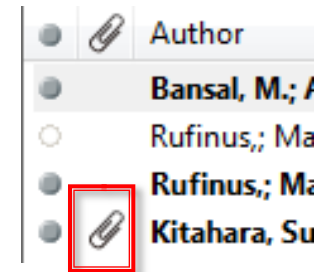 Author
Bansal, M.;
Rufinus,; Ma
Rufinus,; Ma
Kitahara, Su